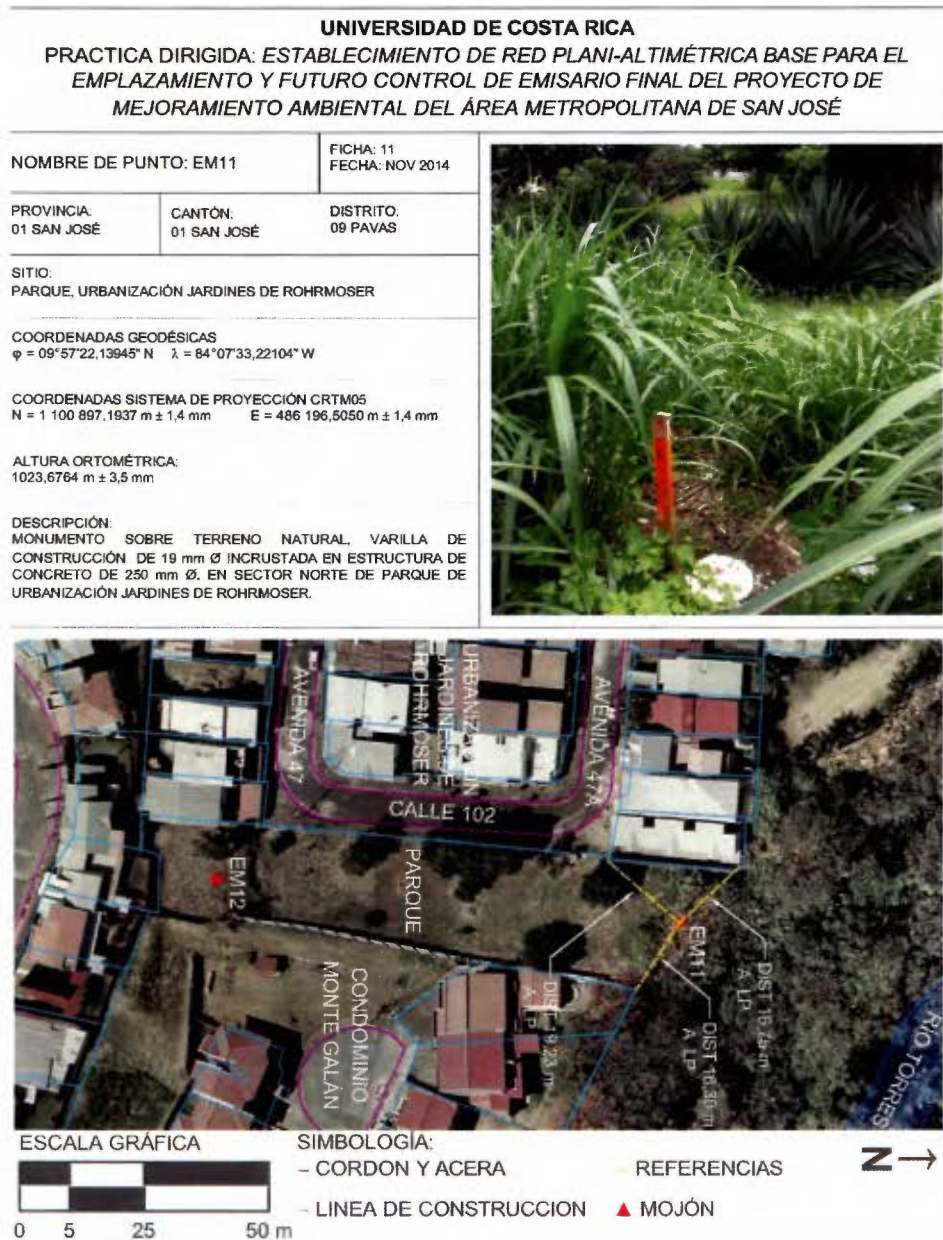 UNIVERSIDAD DE COSTA RICA
PRACTICA DIRIGIDA: ESTABLECIMIENTO DE RED PLANI-ALTIMÉTRICA BASE PARA EL
EMPLAZAMIENTO Y FUTURO CONTROL DE EMISARIO FINAL DEL PROYECTO DE
MEJORAMIENTO AMBIENTAL DEL ÁREA METROPOLITANA DE SAN JOSÉ
NOMBRE DE PUNTO: EM11
FICHA: 11
FECHA: NOV 2014
PROVINCIA:
01 SAN JOSÉ
CANTÓN:
01 SAN JOSÉ
DISTRITO:
09 PAVAS
SITIO:
PARQUE, URBANIZACIÓN JARDINES DE ROHRMOSER
COORDENADAS GEODÉSICAS
φ = 09°57'22,13945" N λ = 84°07'33,22104" W
COORDENADAS SISTEMA DE PROYECCIÓN CRTM05
N = 1 100 897,1937 m ± 1,4 mm E = 486 196,5050 m ± 1,4 mm
ALTURA ORTOMÉTRICA:
1023,6764 m ± 3,5 mm
DESCRIPCIÓN:
MONUMENTO SOBRE TERRENO NATURAL, VARILLA DE
CONSTRUCCIÓN DE 19 mm Ø INCRUSTADA EN ESTRUCTURA DE
CONCRETO DE 250 mm Ø, EN SECTOR NORTE DE PARQUE DE
URBANIZACIÓN JARDINES DE ROHRMOSER.
AVENIDA 47
URBANIZACIÓN
JARDINES DE
ROHRMOSER
AVENIDA 47A
CALLE 102
EM12
PARQUE
EM11
DIST.
A LP
DIST.
A LP
DIST. 19,23 m
A LP
CONDOMINIO
MONTE GALÁN
RIO TORRES
ESCALA GRÁFICA
0 5 25 50 m
SIMBOLOGÍA:
CORDON Y ACERA
REFERENCIAS
LINEA DE CONSTRUCCION
MOJÓN
N